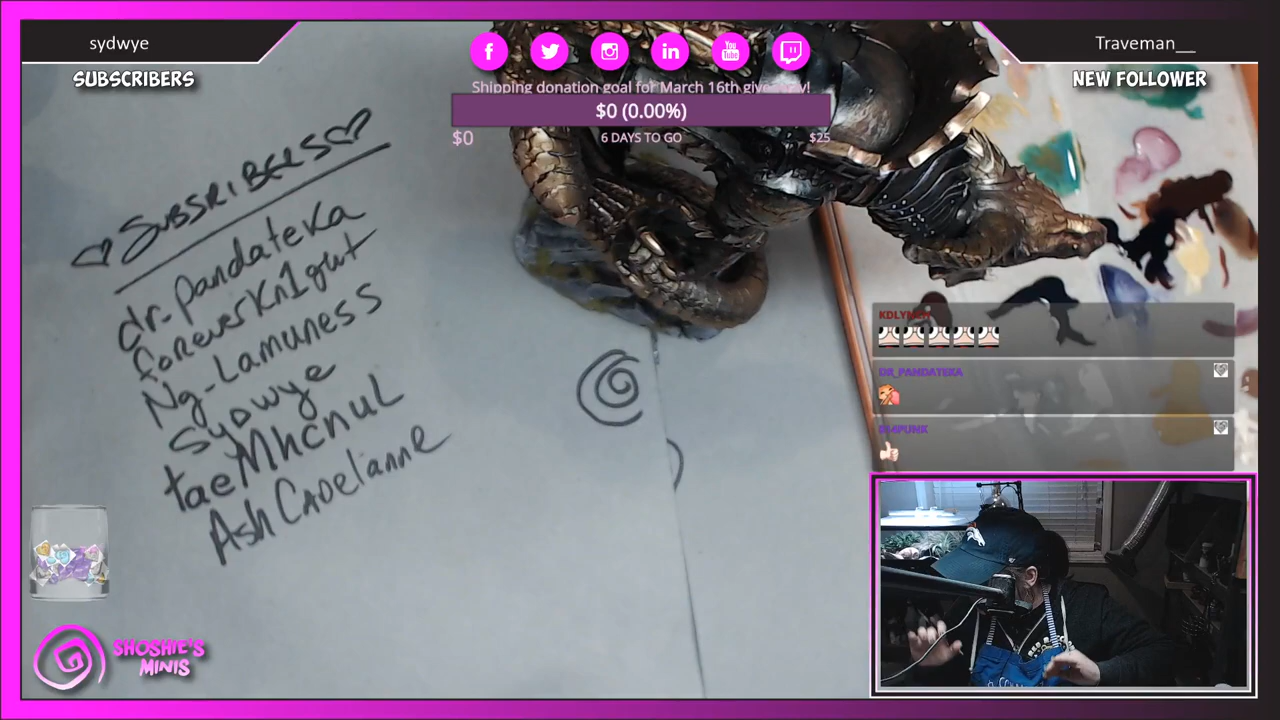 sydwye
SUBSCRIBERS
Traveman__
NEW FOLLOWER
Shipping donation goal for March 16th giveaway!
$0 (0.00%)
$0
6 DAYS TO GO
$25
SUBSRIBERS
dr-pandateka
foreverKn1ght
Ng-Lamuness
Sydwye
taeMhcnuL
Ash CaDelanne
DR_PANDATEKA
SHOSHIE'S
MINIS